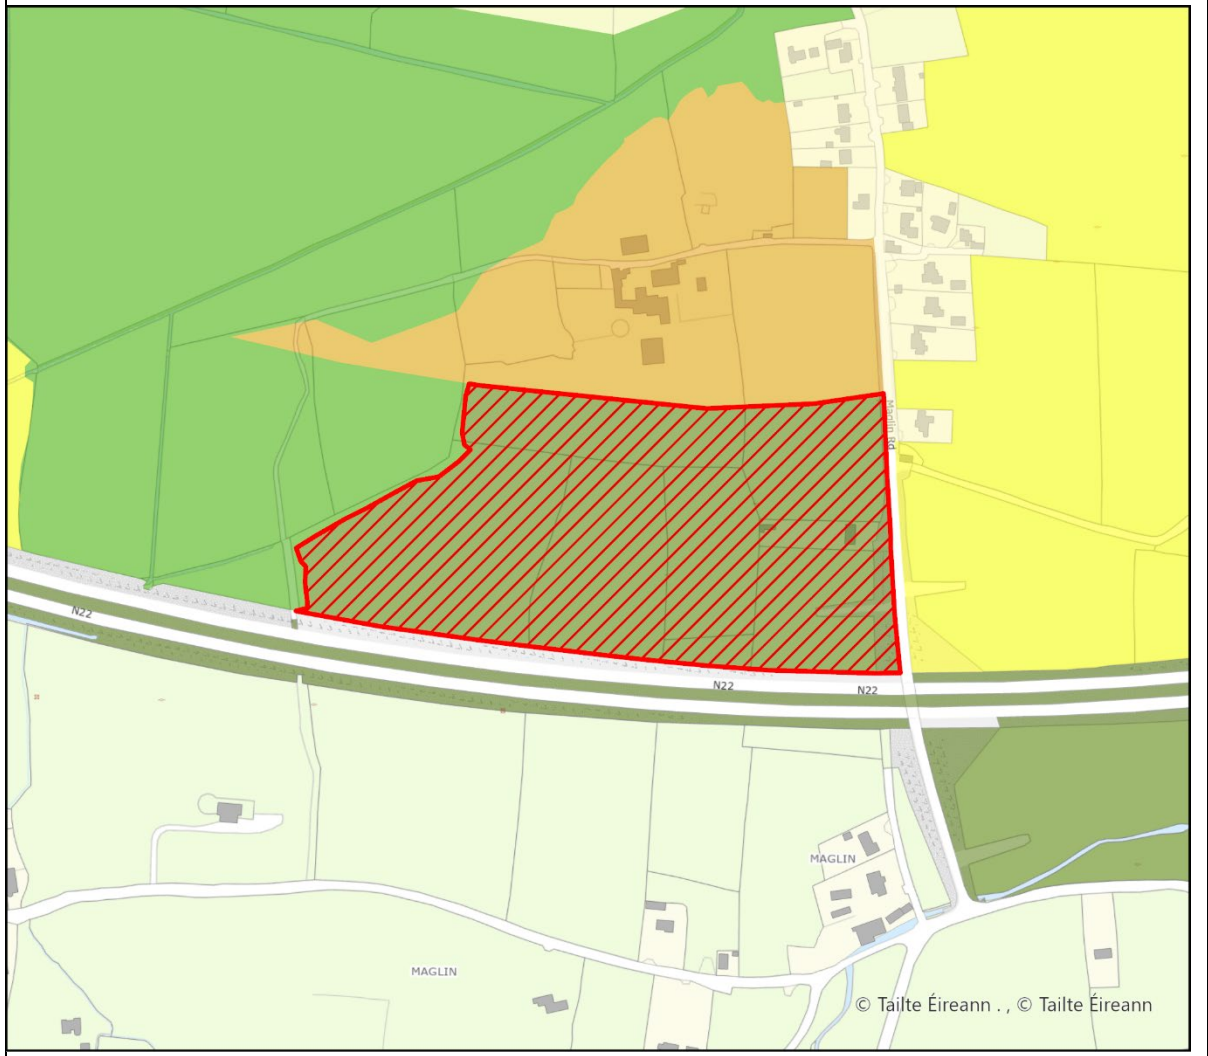 Maglin Rd
N22
N22
N22
MAGLIN
MAGLIN
© Tailte Éireann . , © Tailte Éireann